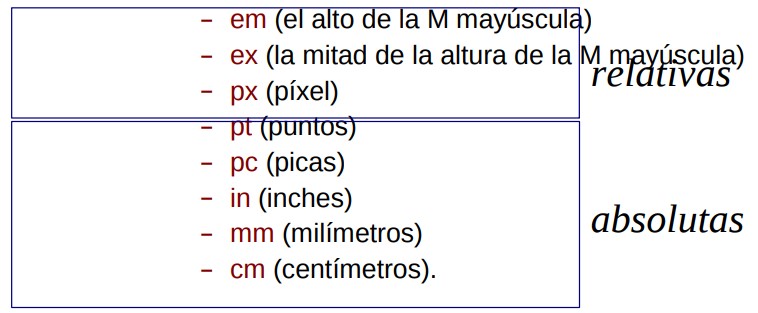 – em (el alto de la M mayúscula)
– ex (la mitad de la altura de la M mayúscula)
relativas
– px (píxel)
– pt (puntos)
– pc (picas)
– in (inches)
absolutas
– mm (milímetros)
– cm (centímetros).